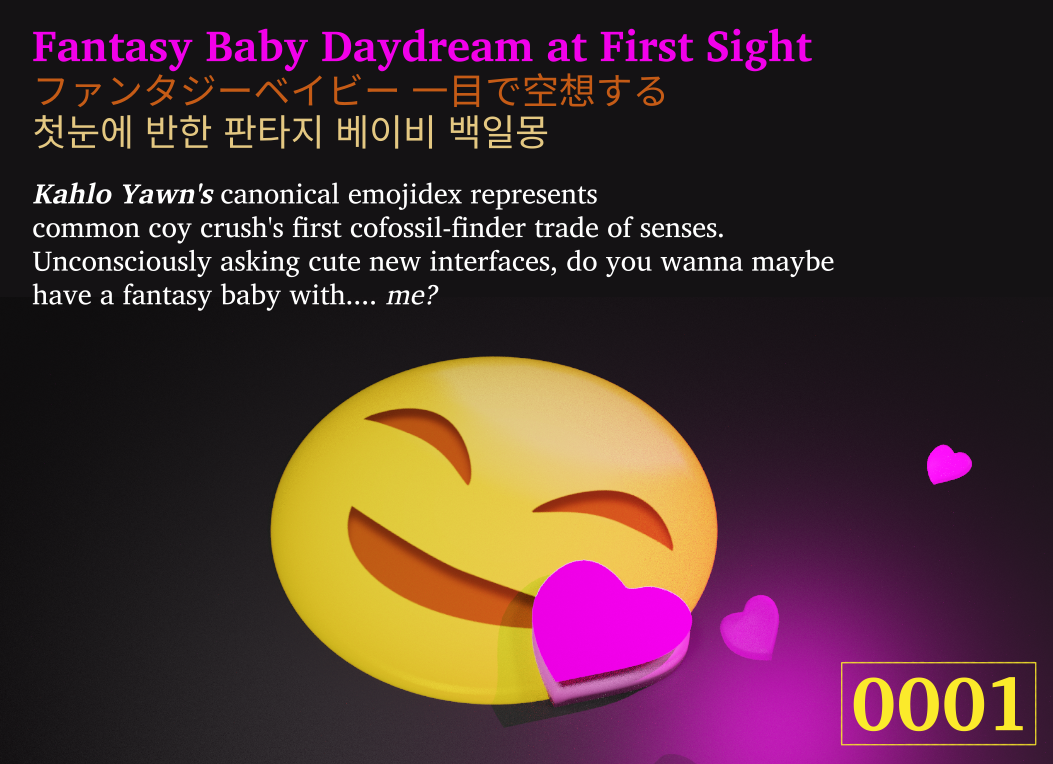 Fantasy Baby Daydream at First Sight
ファンタジーベイビー 一目で空想する
첫눈에 반한 판타지 베이비 백일몽
Kahlo Yawn's canonical emojidex represents
common coy crush's first cofossil-finder trade of senses.
Unconsciously asking cute new interfaces, do you wanna maybe
have a fantasy baby with.... me?
0001